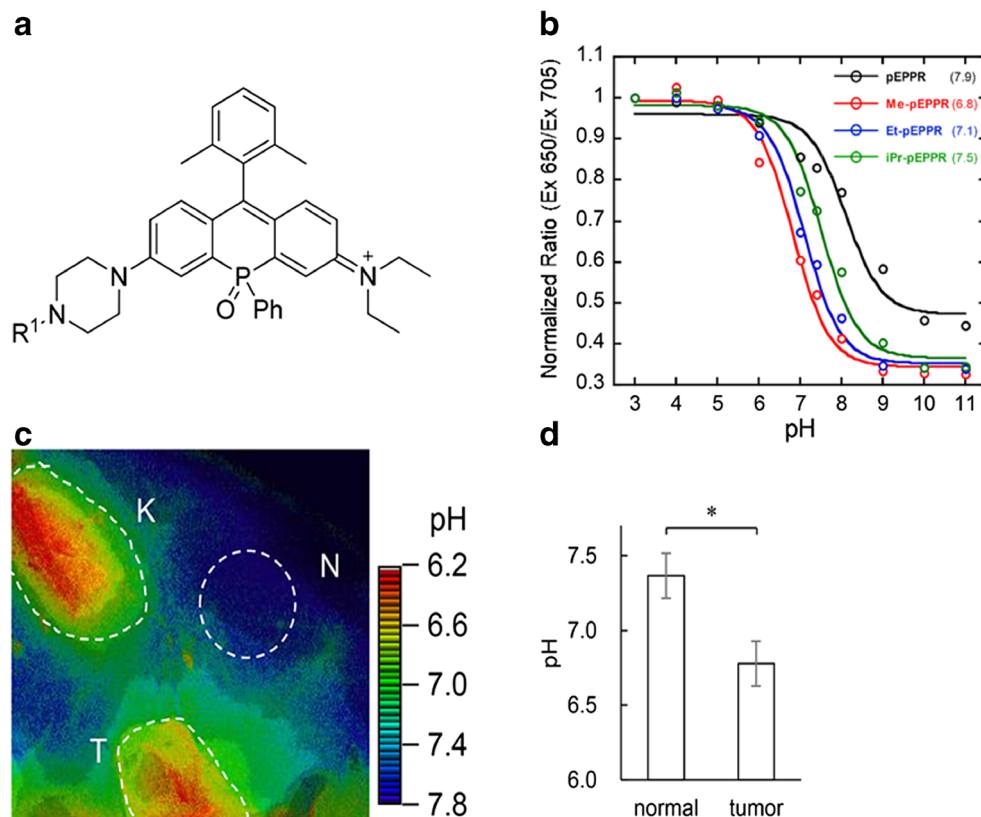 a
N
N
R¹
P
O
Ph
N
+
b
Normalized Ratio (Ex 650/Ex 705)
1.1
1
0.9
0.8
0.7
0.6
0.5
0.4
0.3
3 4 5 6 7 8 9 10 11
pH
pEPPR (7.9)
Me-pEPPR (6.8)
Et-pEPPR (7.1)
iPr-pEPPR (7.5)
c
K
N
T
pH
6.2
6.6
7.0
7.4
7.8
d
*
pH
7.5
7.0
6.5
6.0
normal tumor